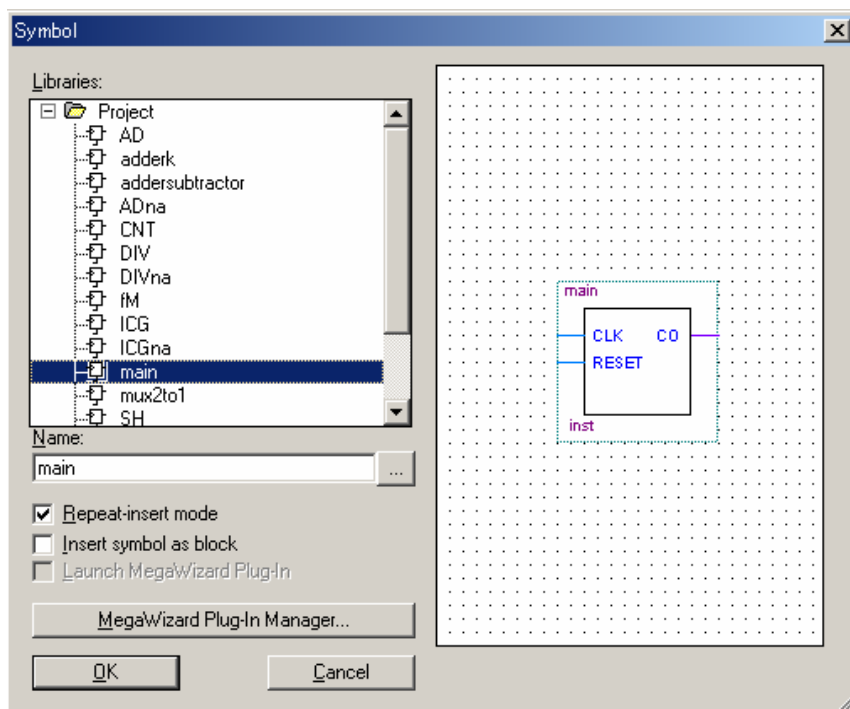 Symbol
Libraries:
Project
AD
adderk
addersubtractor
ADna
CNT
DIV
DIVna
fM
ICG
ICGna
main
mux2to1
SH
Name:
main
...
Repeat-insert mode
Insert symbol as block
Launch MegaWizard Plug-In
MegaWizard Plug-In Manager...
OK Cancel
main
CLK CO
RESET
inst